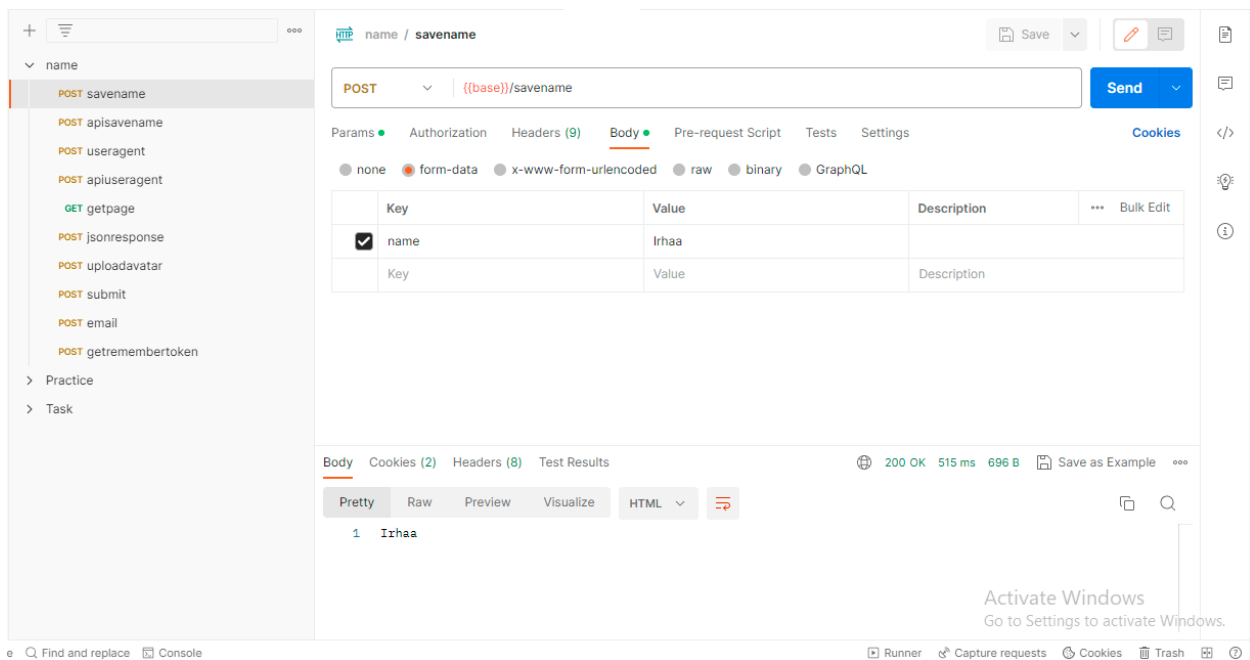 name / savename
Save
name
POST savename
POST apisavename
POST useragent
POST apiuseragent
GET getpage
POST jsonresponse
POST uploadavatar
POST submit
POST email
POST getremembertoken
Practice
Task
POST {{base}}/savename Send
Params Authorization Headers (9) Body Pre-request Script Tests Settings Cookies
none form-data x-www-form-urlencoded raw binary GraphQL
Key Value Description Bulk Edit
name Irhaa
Key Value Description
Body Cookies (2) Headers (8) Test Results 200 OK 515 ms 696 B Save as Example
Pretty Raw Preview Visualize HTML
1 Irhaa
Activate Windows
Go to Settings to activate Windows.
e Find and replace Console Runner Capture requests Cookies Trash